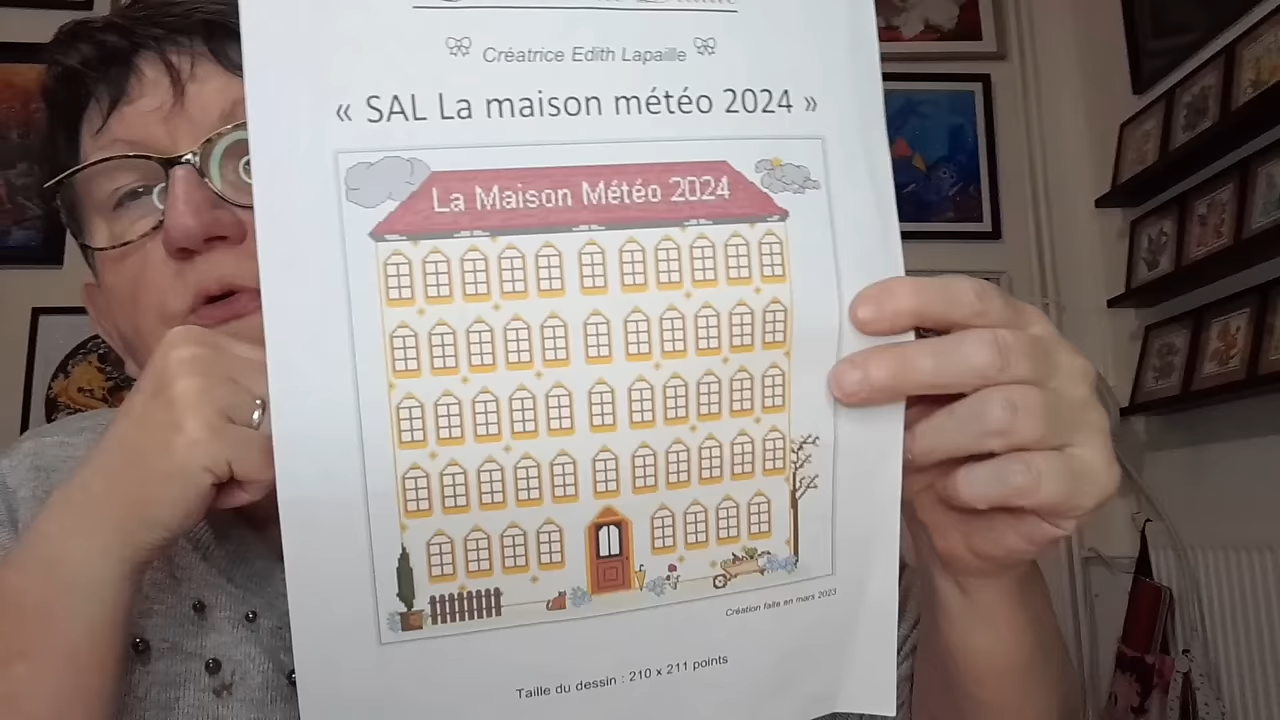 Créatrice Edith Lapaille
« SAL La maison météo 2024 »
La Maison Météo 2024
Création faite en mars 2023
Taille du dessin : 210 x 211 points